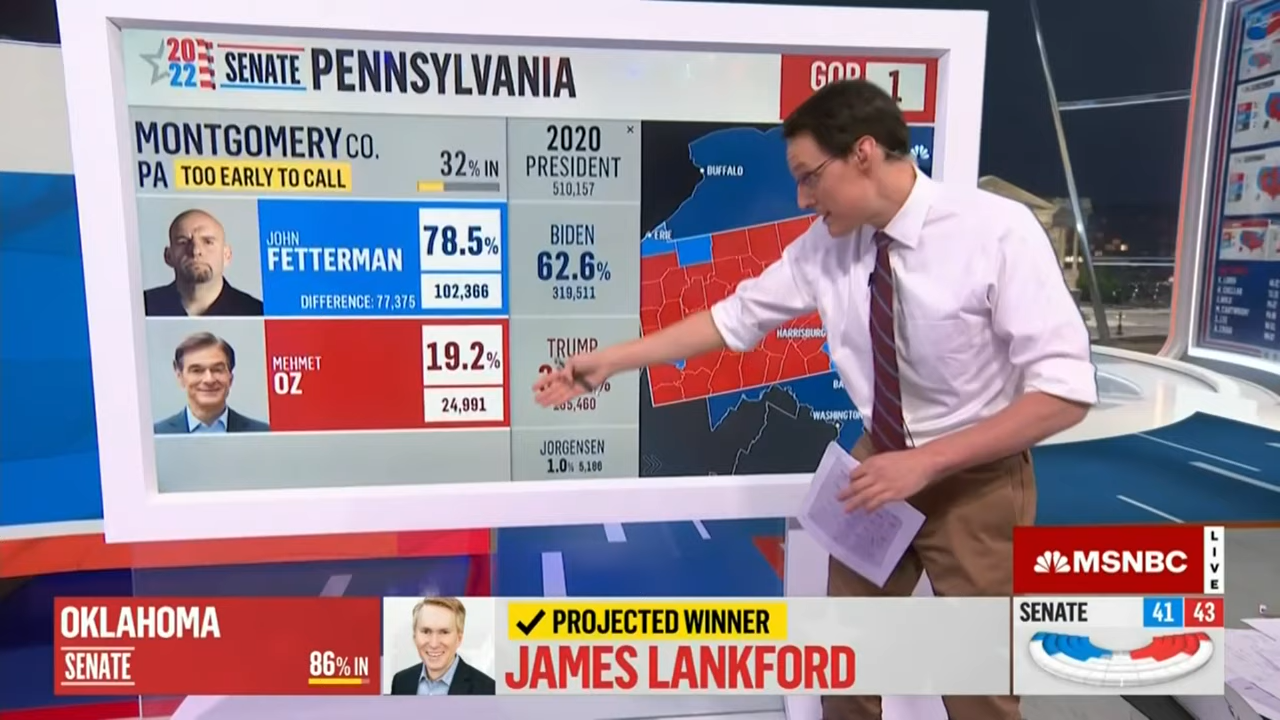 2022
SENATE PENNSYLVANIA
GOP 1
MONTGOMERY CO.
PA TOO EARLY TO CALL
32% IN
JOHN
FETTERMAN
78.5%
DIFFERENCE: 77,375
102,366
MEHMET
OZ
19.2%
24,991
2020
PRESIDENT
510,157
BIDEN
62.6%
319,511
TRUMP
JORGENSEN
1.0% 5,186
BUFFALO
ERIE
HARRISBURG
WASHINGTON
OKLAHOMA
SENATE
86% IN
PROJECTED WINNER
JAMES LANKFORD
MSNBC
LIVE
SENATE 41 43